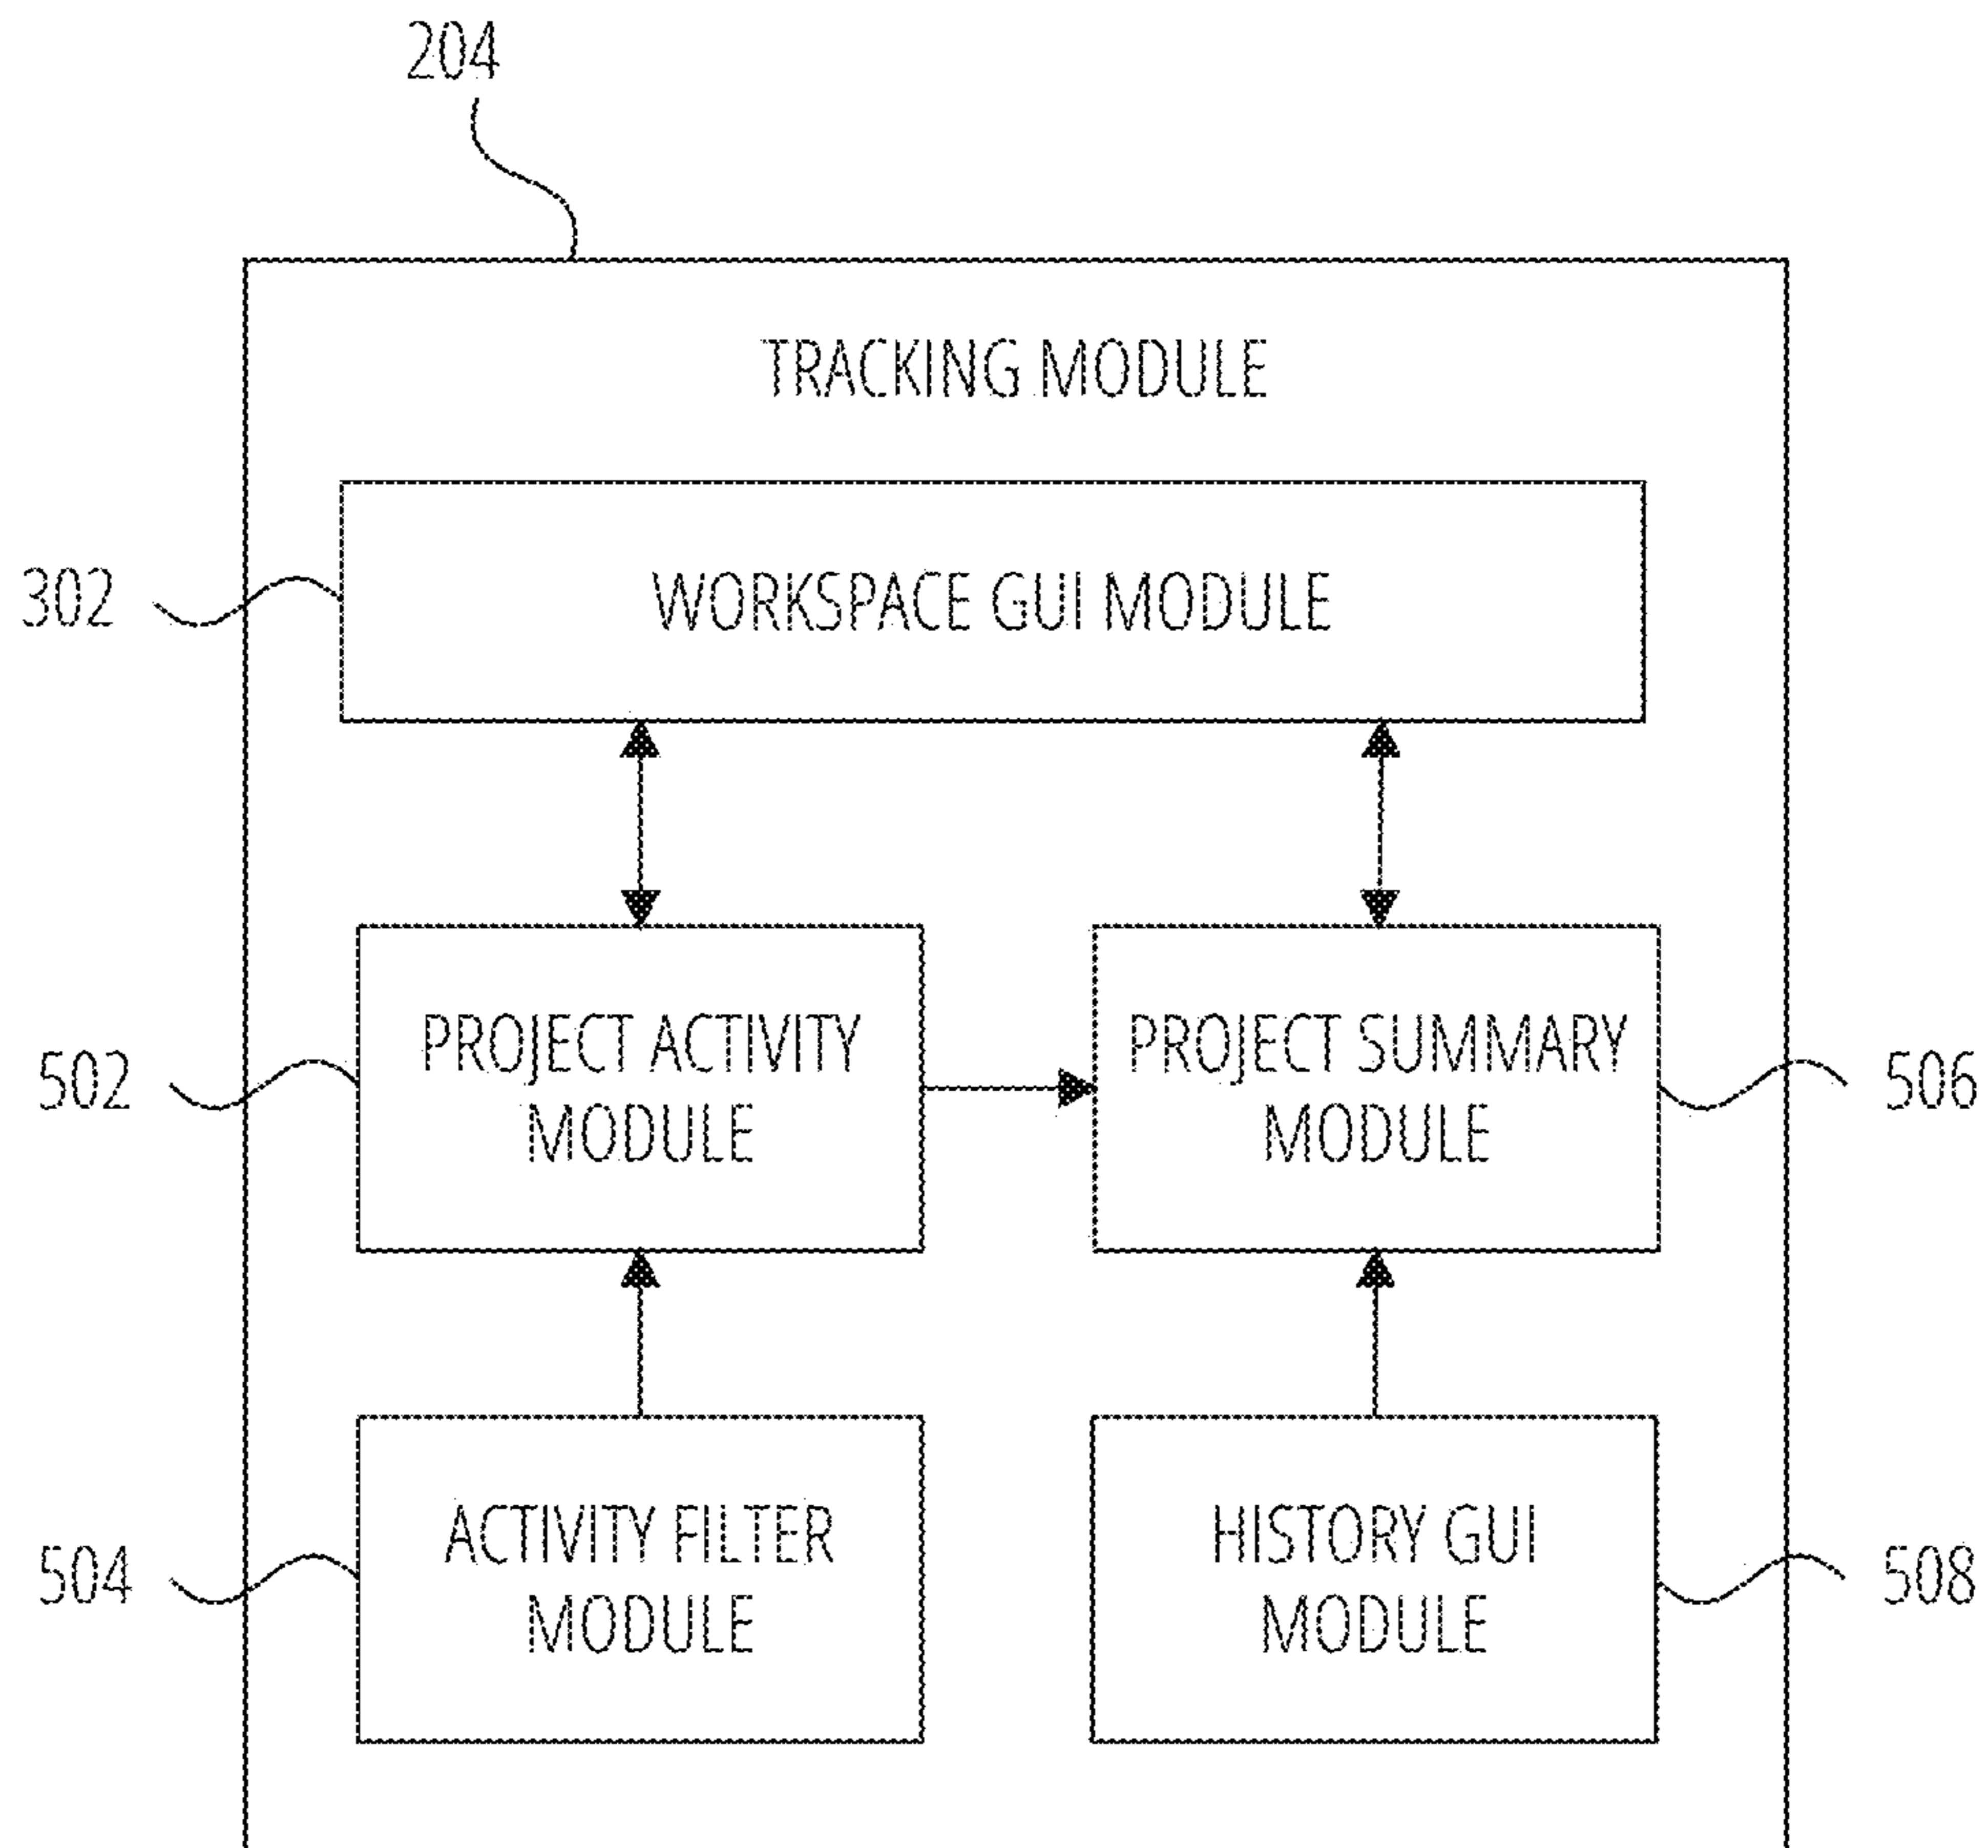 204
TRACKING MODULE
302
WORKSPACE GUI MODULE
502
PROJECT ACTIVITY
MODULE
PROJECT SUMMARY
MODULE
506
504
ACTIVITY FILTER
MODULE
HISTORY GUI
MODULE
508